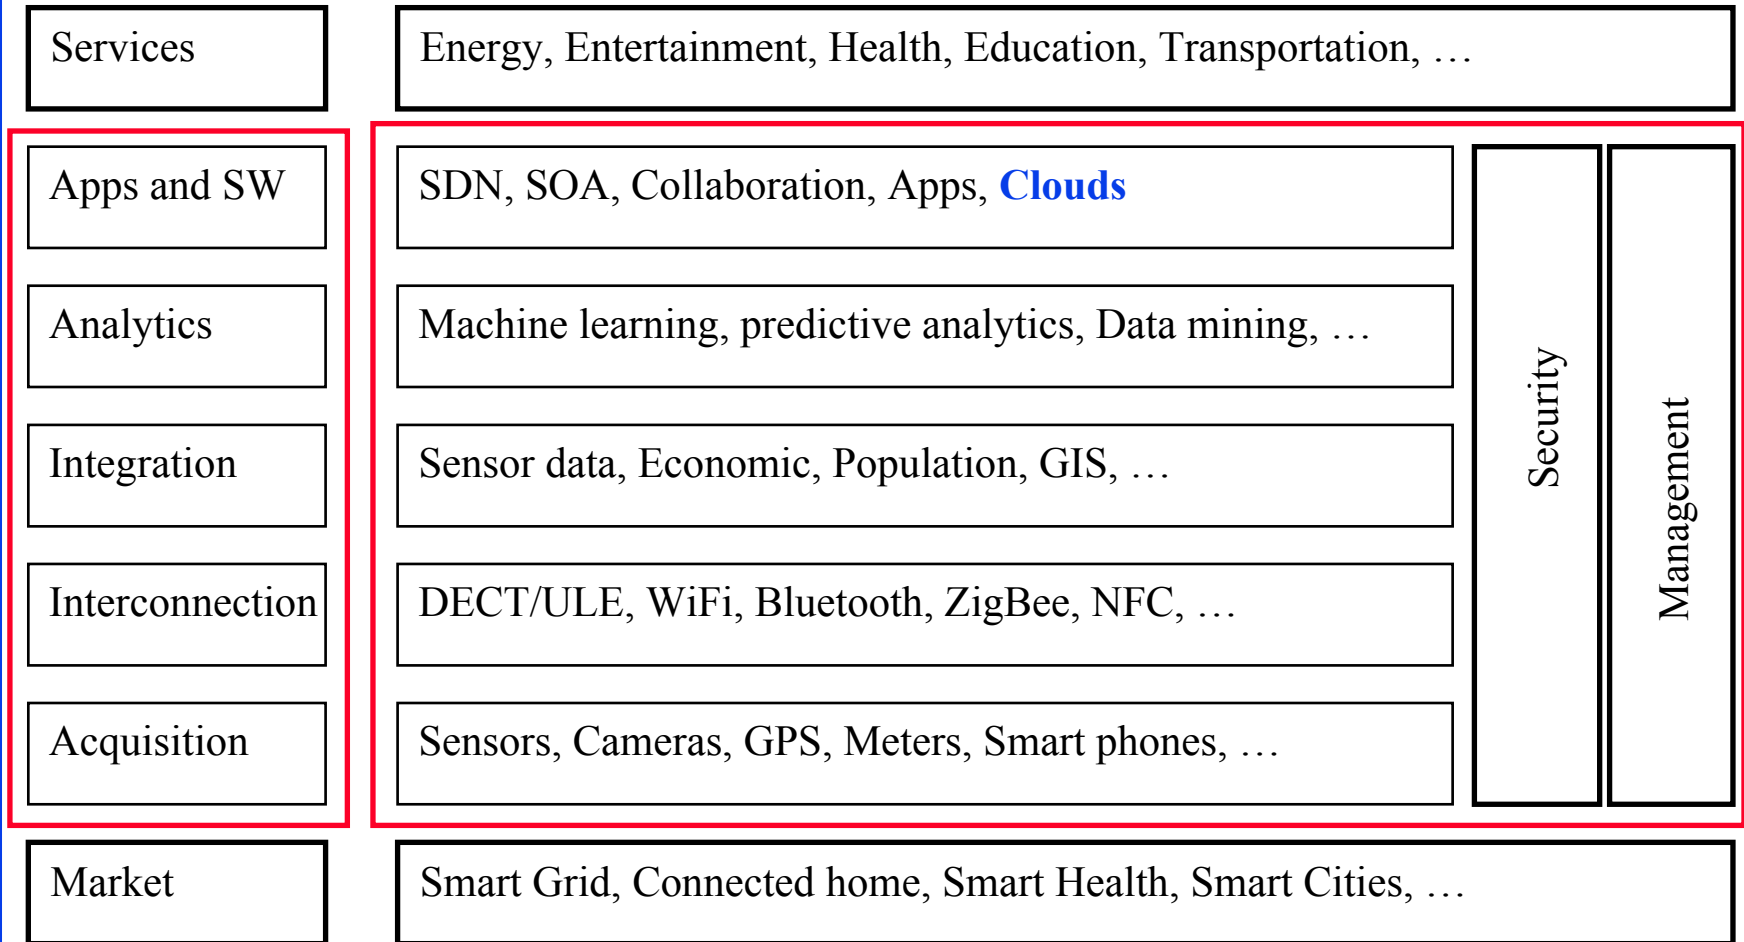 Services
Energy, Entertainment, Health, Education, Transportation, …
Apps and SW
SDN, SOA, Collaboration, Apps, Clouds
Analytics
Machine learning, predictive analytics, Data mining, …
Integration
Sensor data, Economic, Population, GIS, …
Interconnection
DECT/ULE, WiFi, Bluetooth, ZigBee, NFC, …
Acquisition
Sensors, Cameras, GPS, Meters, Smart phones, …
Security
Management
Market
Smart Grid, Connected home, Smart Health, Smart Cities, …